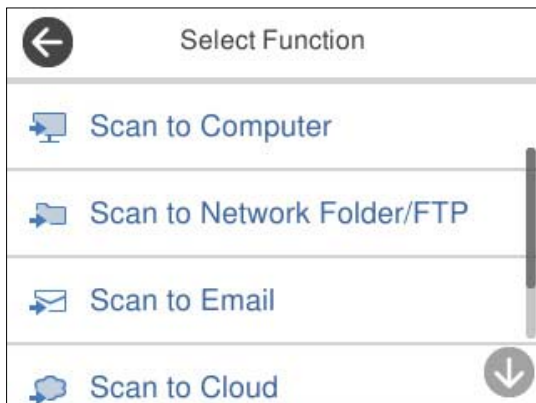 Select Function
Scan to Computer
Scan to Network Folder/FTP
Scan to Email
Scan to Cloud